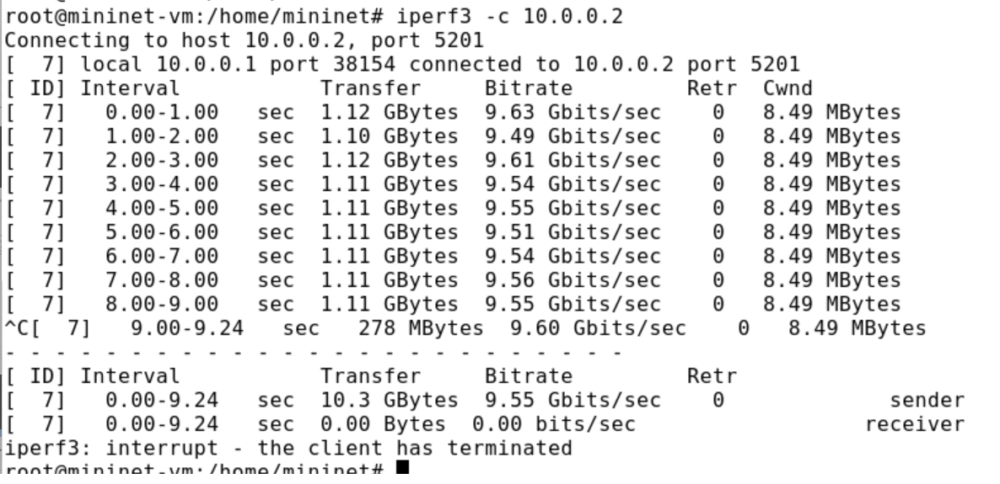 root@mininet-vm:/home/mininet# iperf3 -c 10.0.0.2
Connecting to host 10.0.0.2, port 5201
[  7] local 10.0.0.1 port 38154 connected to 10.0.0.2 port 5201
[ ID] Interval           Transfer     Bitrate         Retr  Cwnd
[  7]   0.00-1.00   sec  1.12 GBytes  9.63 Gbits/sec    0   8.49 MBytes
[  7]   1.00-2.00   sec  1.10 GBytes  9.49 Gbits/sec    0   8.49 MBytes
[  7]   2.00-3.00   sec  1.12 GBytes  9.61 Gbits/sec    0   8.49 MBytes
[  7]   3.00-4.00   sec  1.11 GBytes  9.54 Gbits/sec    0   8.49 MBytes
[  7]   4.00-5.00   sec  1.11 GBytes  9.55 Gbits/sec    0   8.49 MBytes
[  7]   5.00-6.00   sec  1.11 GBytes  9.51 Gbits/sec    0   8.49 MBytes
[  7]   6.00-7.00   sec  1.11 GBytes  9.54 Gbits/sec    0   8.49 MBytes
[  7]   7.00-8.00   sec  1.11 GBytes  9.56 Gbits/sec    0   8.49 MBytes
[  7]   8.00-9.00   sec  1.11 GBytes  9.55 Gbits/sec    0   8.49 MBytes
^C[  7]   9.00-9.24   sec   278 MBytes  9.60 Gbits/sec    0   8.49 MBytes
- - - - - - - - - - - - - - - - - - - - - - - - -
[ ID] Interval           Transfer     Bitrate         Retr
[  7]   0.00-9.24   sec  10.3 GBytes  9.55 Gbits/sec    0             sender
[  7]   0.00-9.24   sec  0.00 Bytes  0.00 bits/sec                  receiver
iperf3: interrupt - the client has terminated
root@mininet-vm:/home/mininet#